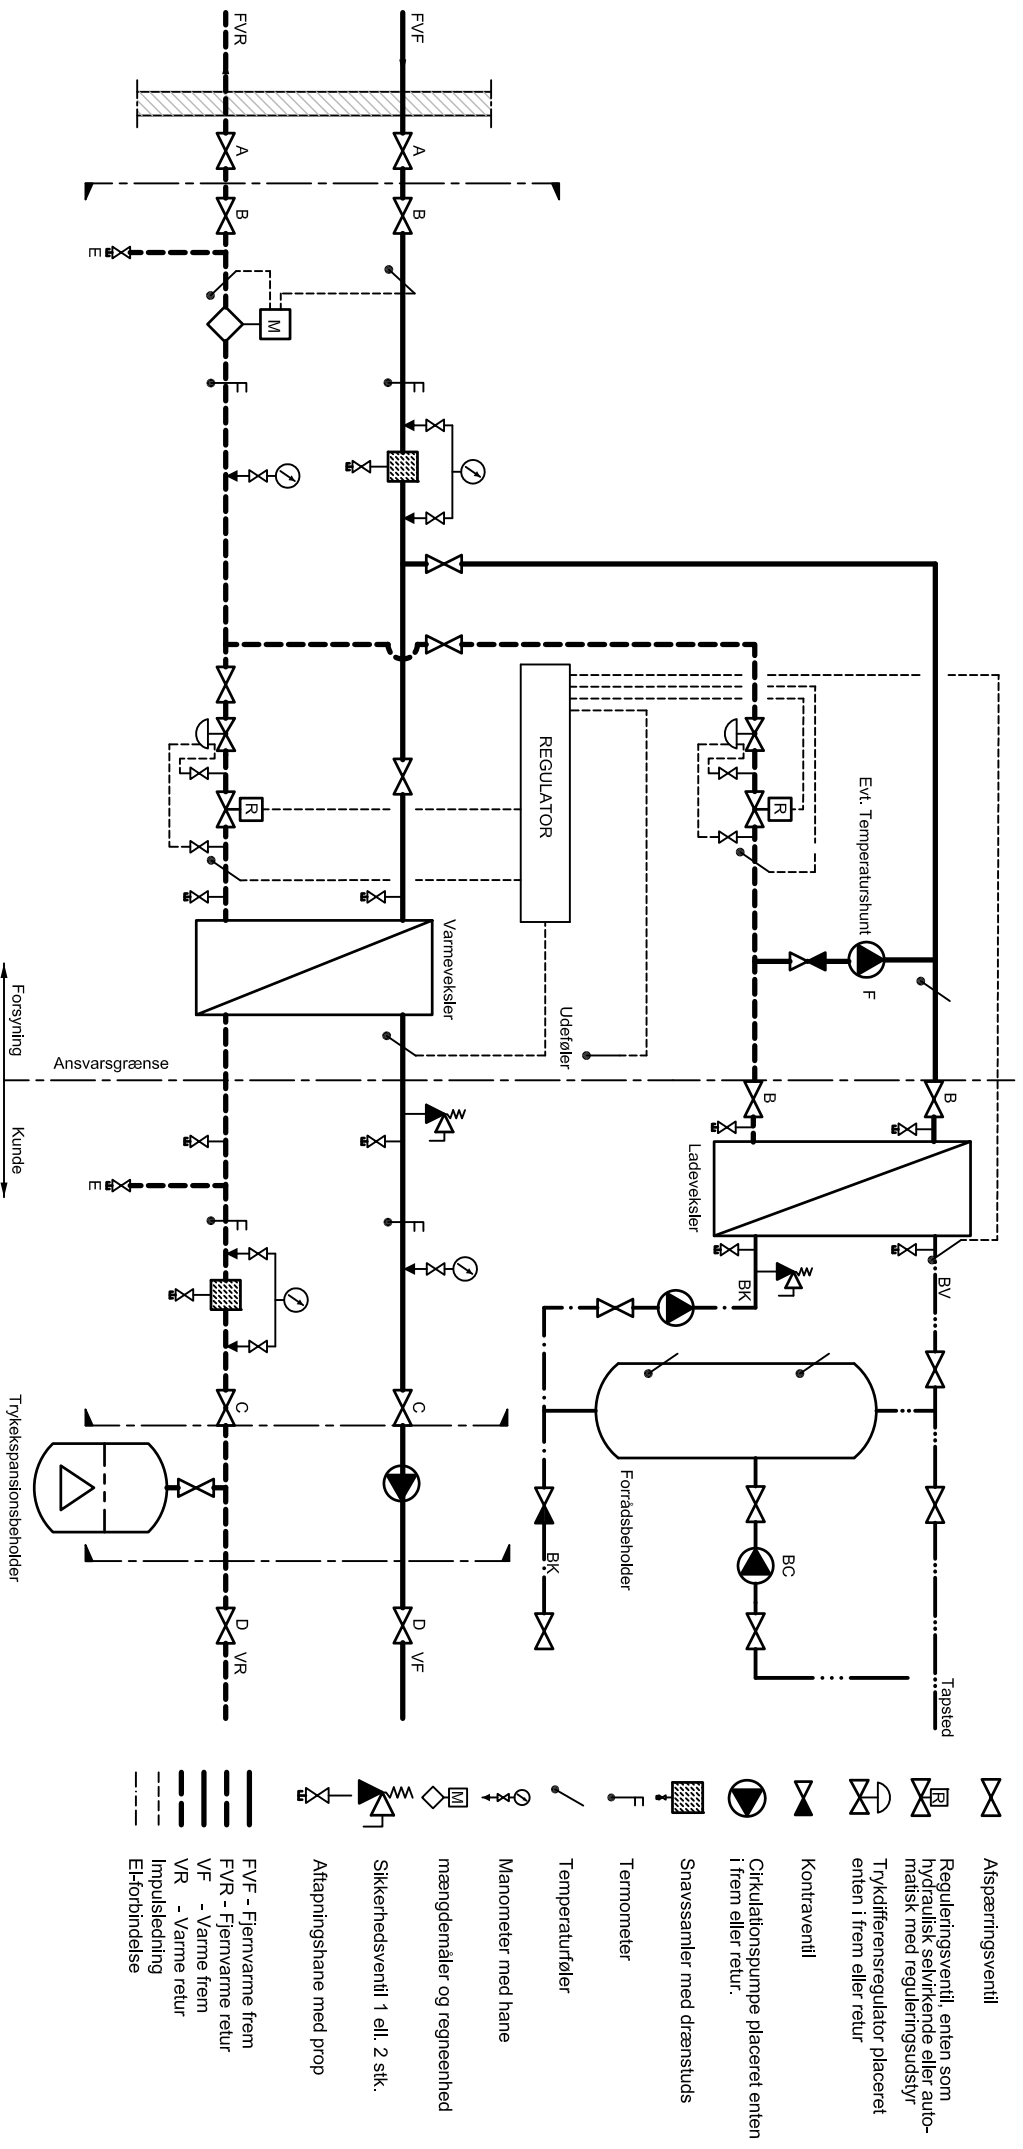 FVR
FVF
A
A
B
B
E
M
REGULATOR
R
R
Evt. Temperaturshunt
F
Varmeveksler
Udeføler
Forsyning
Ansvarsgrænse
Kunde
B
B
Ladeveksler
BK
BV
E
C
C
Trykekspansionsbeholder
Forrådsbeholder
BC
BK
D
VR
D
VF
Tapsted
Afspærringsventil
R
Reguleringsventil, enten som
hydraulisk selvirkende eller auto-
matisk med reguleringsudstyr
Trykdifferensregulator placeret
enten i frem eller retur
Kontraventil
Cirkulationspumpe placeret enten
i frem eller retur.
Snavssamler med drænstuds
Termometer
Temperaturføler
Manometer med hane
M
mængdemåler og regneenhed
Sikkerhedsventil 1 ell. 2 stk.
Aftapningshane med prop
FVF - Fjernvarme frem
FVR - Fjernvarme retur
VF - Varme frem
VR - Varme retur
Impulsledning
El-forbindelse